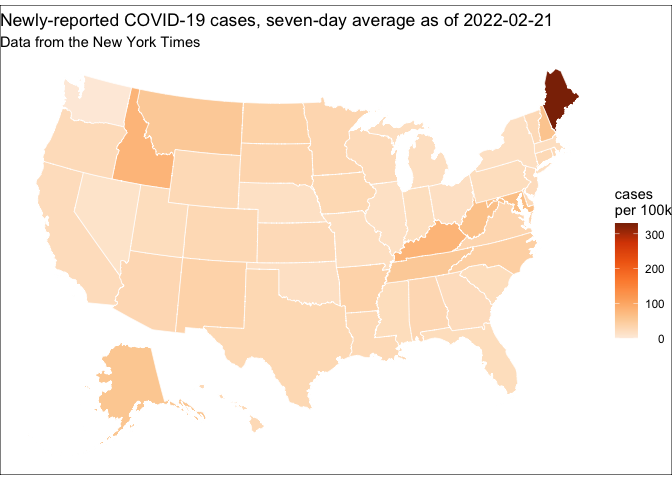 Newly-reported COVID-19 cases, seven-day average as of 2022-02-21
Data from the New York Times
cases
per 100k
300
200
100
0